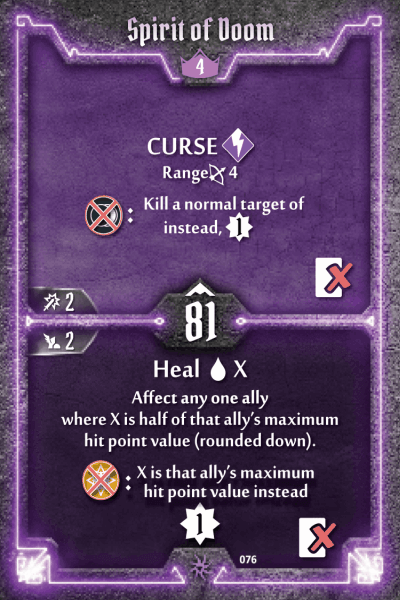 Spirit of Doom
4
CURSE
Range 4
: Kill a normal target of
instead, 1
2
81
2
Heal X
Affect any one ally
where X is half of that ally's maximum
hit point value (rounded down).
: X is that ally's maximum
hit point value instead
1
076